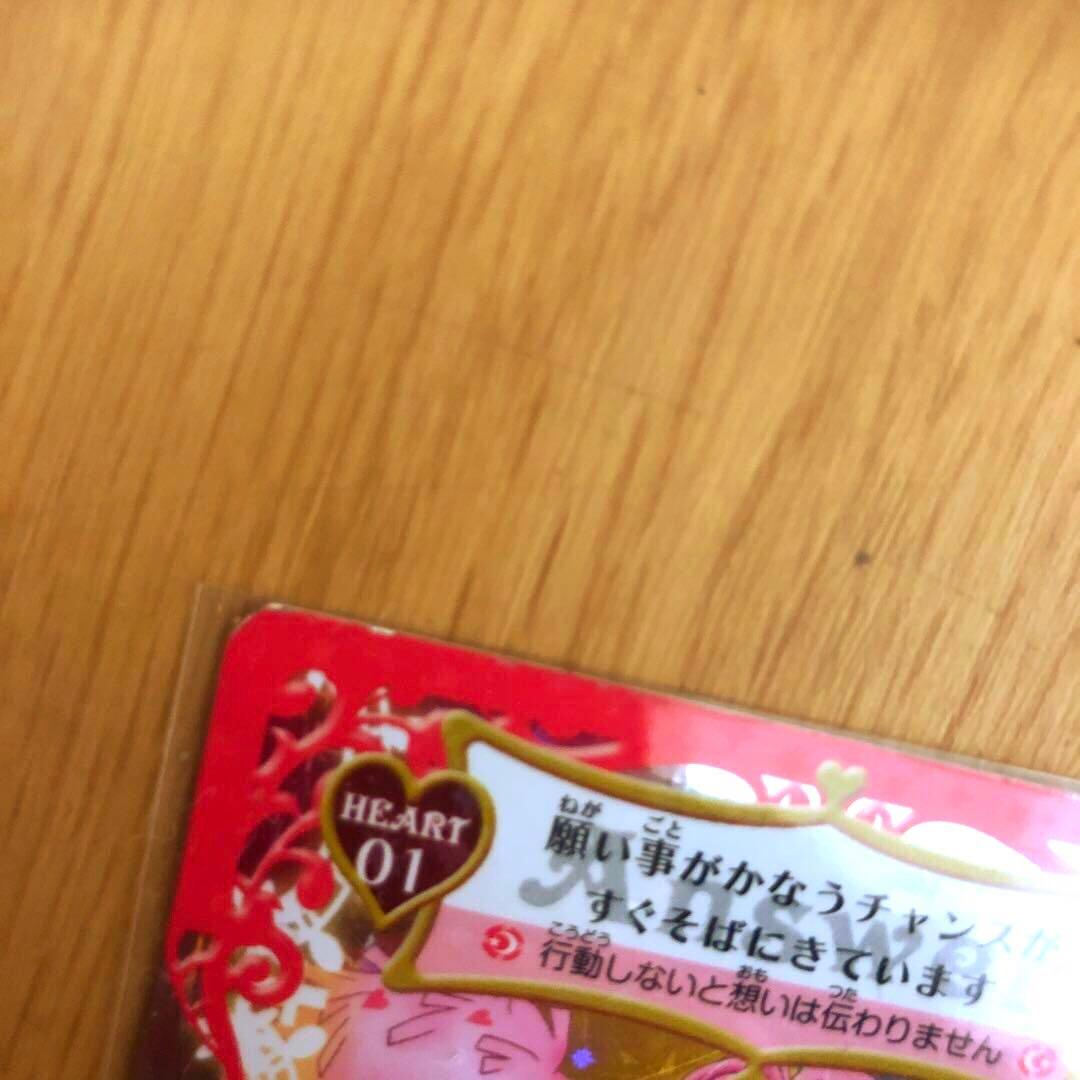 HEART
01
Answer
願い事がかなうチャンスが
すぐそばにきています
行動しないと想いは伝わりません